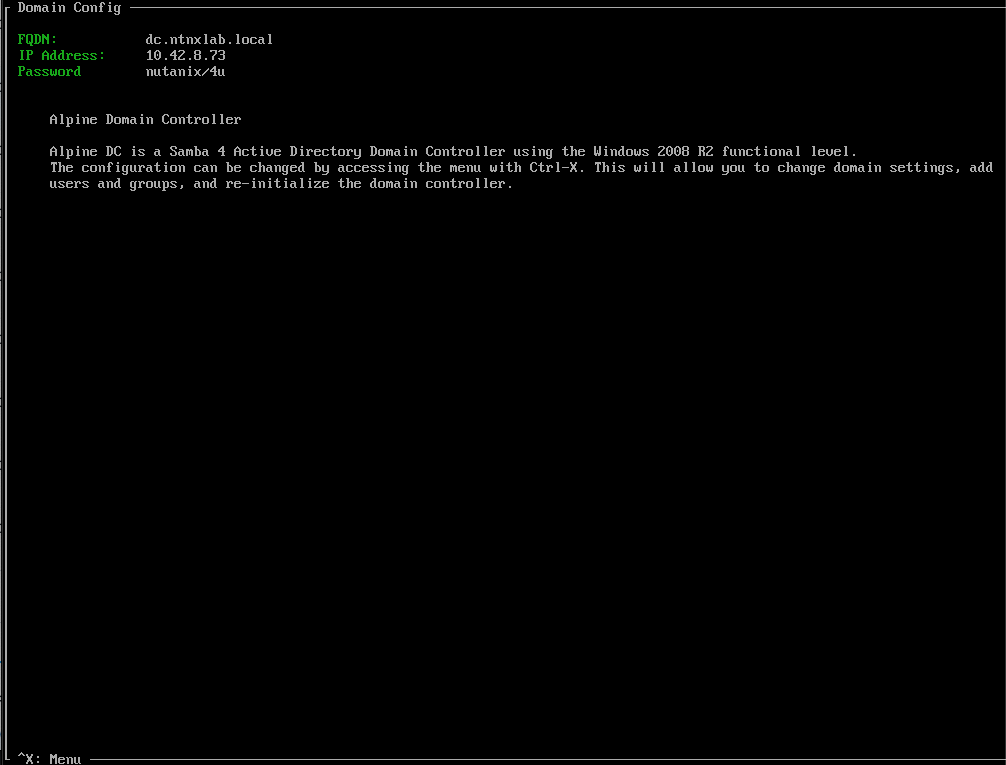 Domain Config
FQDN: dc.ntnxlab.local
IP Address: 10.42.8.73
Password nutanix/4u
Alpine Domain Controller
Alpine DC is a Samba 4 Active Directory Domain Controller using the Windows 2008 R2 functional level.
The configuration can be changed by accessing the menu with Ctrl-X. This will allow you to change domain settings, add
users and groups, and re-initialize the domain controller.
^X: Menu